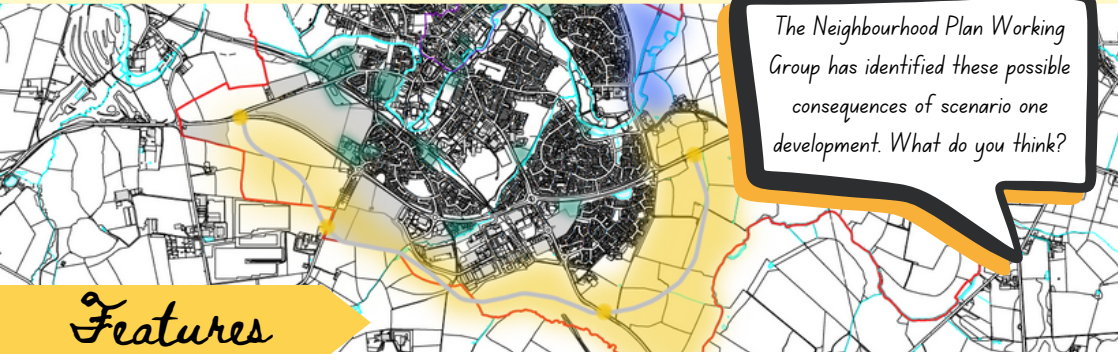 The Neighbourhood Plan Working
Group has identified these possible
consequences of scenario one
development. What do you think?
Features